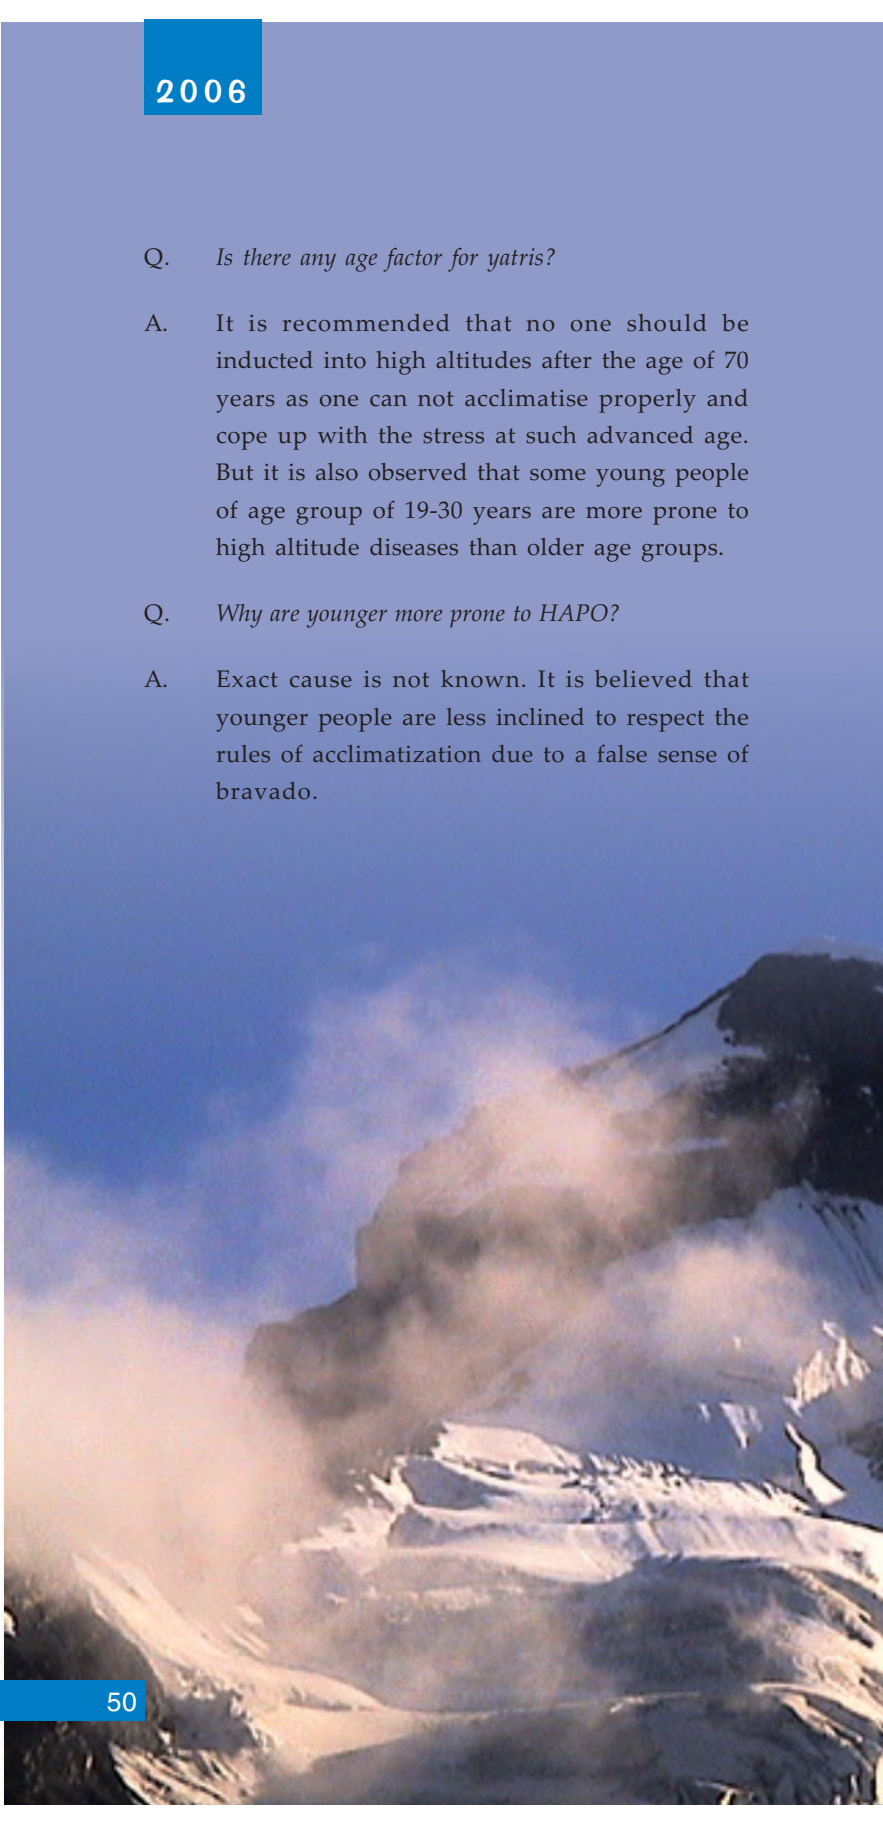 2006
Q. Is there any age factor for yatris?
A. It is recommended that no one should be
inducted into high altitudes after the age of 70
years as one can not acclimatise properly and
cope up with the stress at such advanced age.
But it is also observed that some young people
of age group of 19-30 years are more prone to
high altitude diseases than older age groups.
Q. Why are younger more prone to HAPO?
A. Exact cause is not known. It is believed that
younger people are less inclined to respect the
rules of acclimatization due to a false sense of
bravado.
50